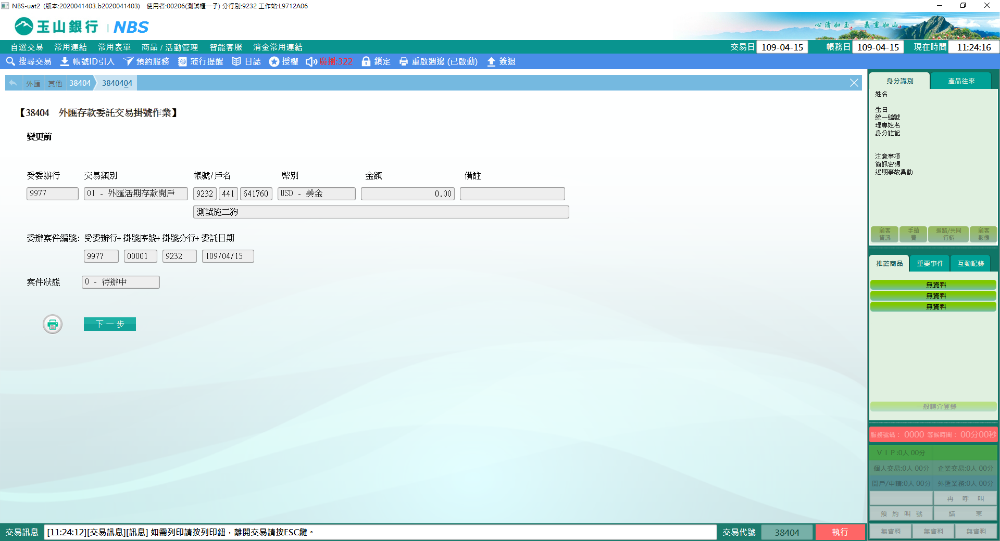 NBS-uat2 (版本:2020041403.b2020041403) 使用者:00206(測試櫃一子) 分行別:9232 工作站:L9712A06
玉山銀行 | NBS
心清如玉。義重如山。
自選交易 常用連結 常用表單 商品 / 活動管理 智能客服 消金常用連結 交易日 109-04-15 帳務日 109-04-15 現在時間 11:24:16
搜尋交易 帳號ID引入 預約服務 蒞行提醒 日誌 授權 廣播:322 鎖定 重啟週邊 (已啟動) 簽退
外匯 其他 38404 3840404
【38404 外匯存款委託交易掛號作業】
變更前
受委辦行 交易類別 帳號/戶名 幣別 金額 備註
9977 01 - 外匯活期存款開戶 9232 441 641760 USD - 美金 0.00
測試施二狗
委辦案件編號: 受委辦行+ 掛號序號+ 掛號分行+ 委託日期
9977 00001 9232 109/04/15
案件狀態 0 - 待辦中
下一步
身分識別 產品往來
姓名
生日
統一編號
理專姓名
身分註記
注意事項
簡訊密碼
近期事故異動
顧客資訊 手續費 通路/共同行銷 顧客影像
推薦商品 重要事件 互動記錄
無資料
無資料
無資料
一般轉介登錄
服務號碼: 0000 等候時間: 00分00秒
VIP:0人 00分
個人交易:0人 00分 企業交易:0人 00分
開戶/申請:0人 00分 外匯業務:0人 00分
再 呼 叫
預 約 叫 號 結 束
無資料 無資料 無資料
交易訊息 [11:24:12][交易訊息][訊息] 如需列印請按列印鈕，離開交易請按ESC鍵。 交易代號 38404 執行